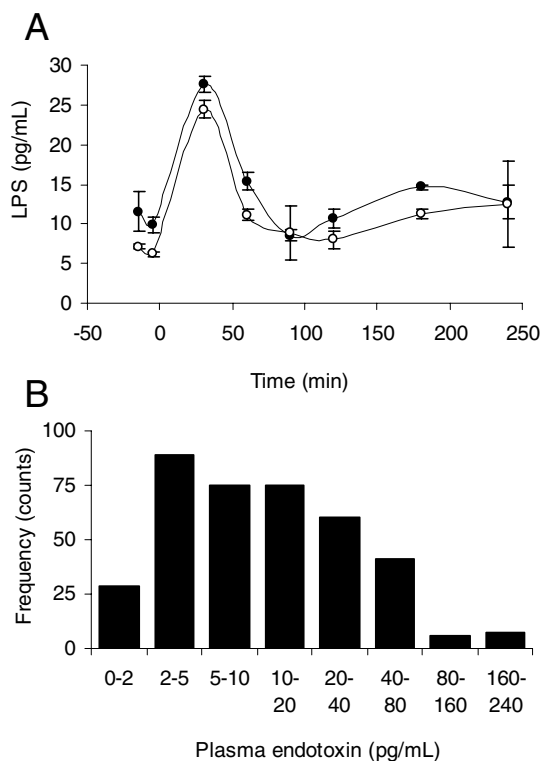 A
30
25
20
15
10
5
0
LPS (pg/mL)
-50 0 50 100 150 200 250
Time (min)
B
100
75
50
25
0
Frequency (counts)
0-2 2-5 5-10 10-20 20-40 40-80 80-160 160-240
Plasma endotoxin (pg/mL)